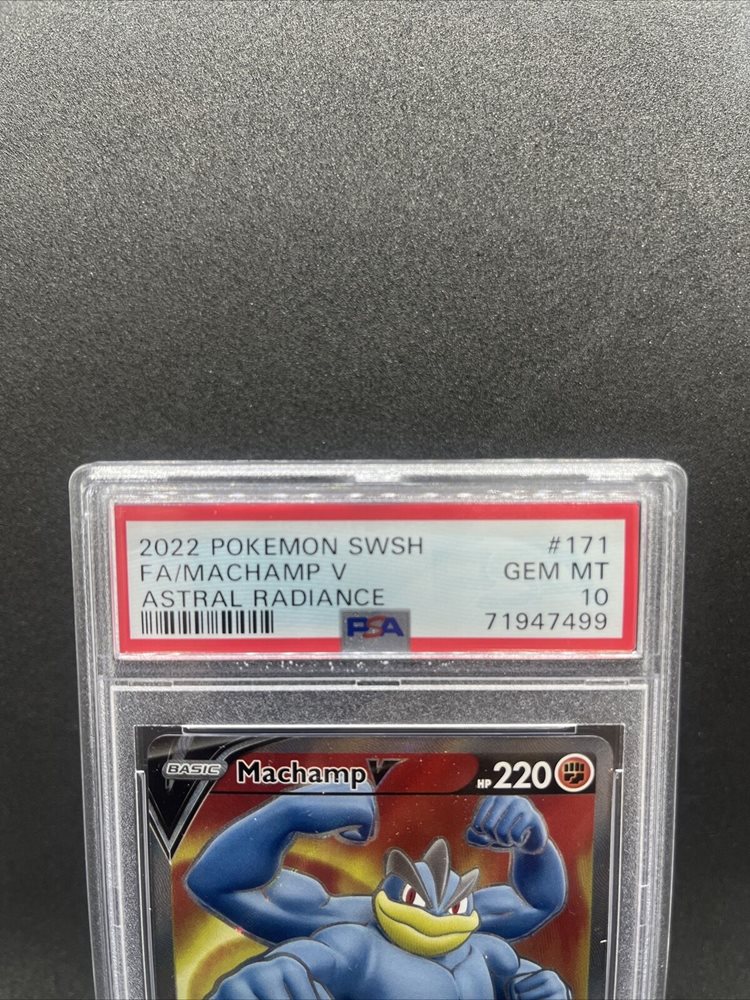 2022 POKEMON SWSH #171
FA/MACHAMP V GEM MT
ASTRAL RADIANCE 10
PSA 71947499
BASIC Machamp V HP 220